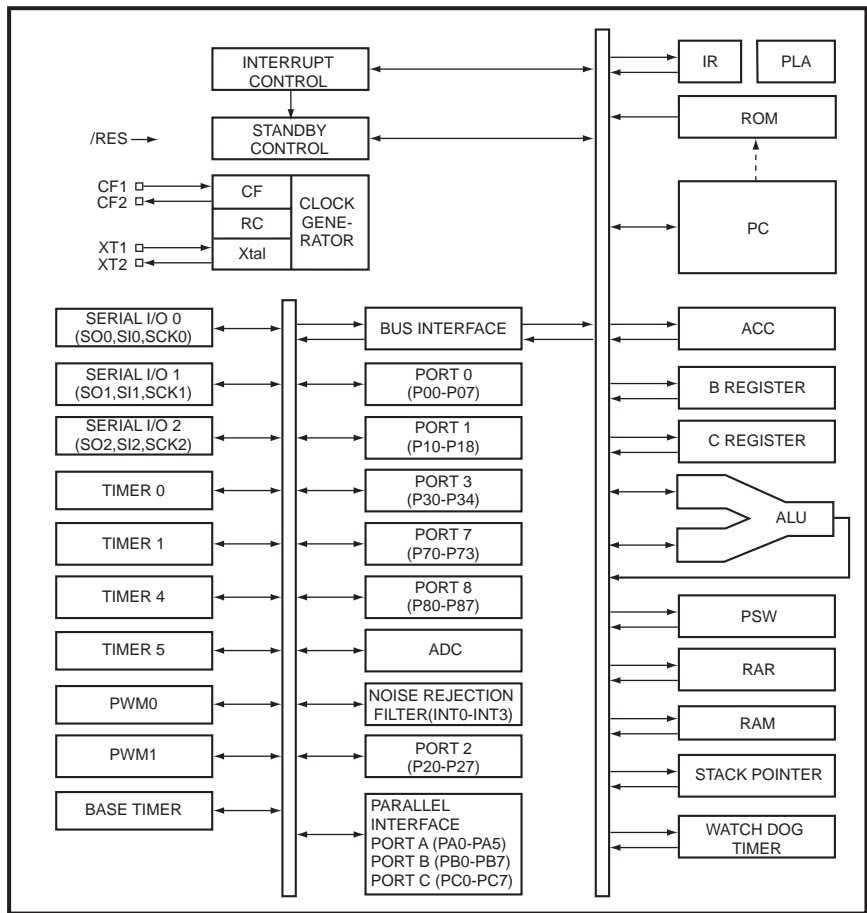 INTERRUPT
CONTROL
IR
PLA
ROM
/RES
STANDBY
CONTROL
CF1
CF2
CF
RC
Xtal
CLOCK
GENE-
RATOR
XT1
XT2
PC
SERIAL I/O 0
(SO0,SI0,SCK0)
BUS INTERFACE
ACC
SERIAL I/O 1
(SO1,SI1,SCK1)
PORT 0
(P00-P07)
B REGISTER
SERIAL I/O 2
(SO2,SI2,SCK2)
PORT 1
(P10-P18)
C REGISTER
TIMER 0
PORT 3
(P30-P34)
ALU
TIMER 1
PORT 7
(P70-P73)
TIMER 4
PORT 8
(P80-P87)
PSW
TIMER 5
ADC
RAR
PWM0
NOISE REJECTION
FILTER(INT0-INT3)
RAM
PWM1
PORT 2
(P20-P27)
STACK POINTER
BASE TIMER
PARALLEL
INTERFACE
PORT A (PA0-PA5)
PORT B (PB0-PB7)
PORT C (PC0-PC7)
WATCH DOG
TIMER